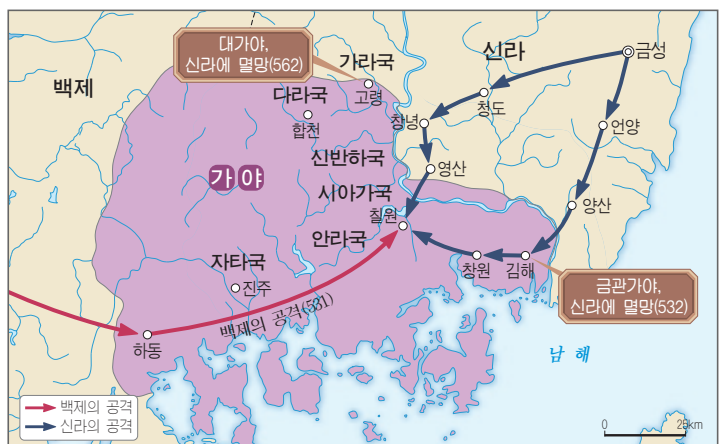 대가야,
신라에 멸망(562)
가라국
고령
신라
금성
백제
다라국
합천
청도
창녕
언양
신반하국
영산
가야
시아가국
칠원
양산
안라국
자타국
진주
창원
김해
금관가야,
신라에 멸망(532)
백제의 공격(531)
하동
남해
백제의 공격
신라의 공격
0 25km